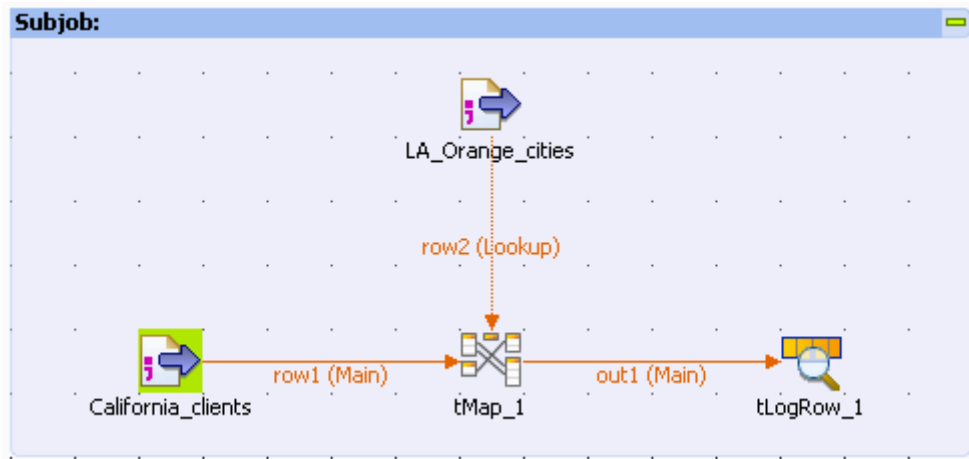 Subjob:
LA_Orange_cities
row2 (Lookup)
row1 (Main)
out1 (Main)
California_clients
tMap_1
tLogRow_1